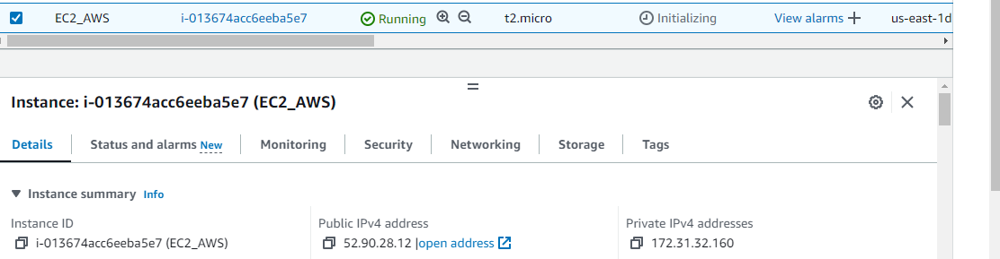 EC2_AWS i-013674acc6eeba5e7 Running t2.micro Initializing View alarms + us-east-1d
Instance: i-013674acc6eeba5e7 (EC2_AWS)
Details Status and alarms New Monitoring Security Networking Storage Tags
Instance summary Info
Instance ID Public IPv4 address Private IPv4 addresses
i-013674acc6eeba5e7 (EC2_AWS) 52.90.28.12 |open address 172.31.32.160